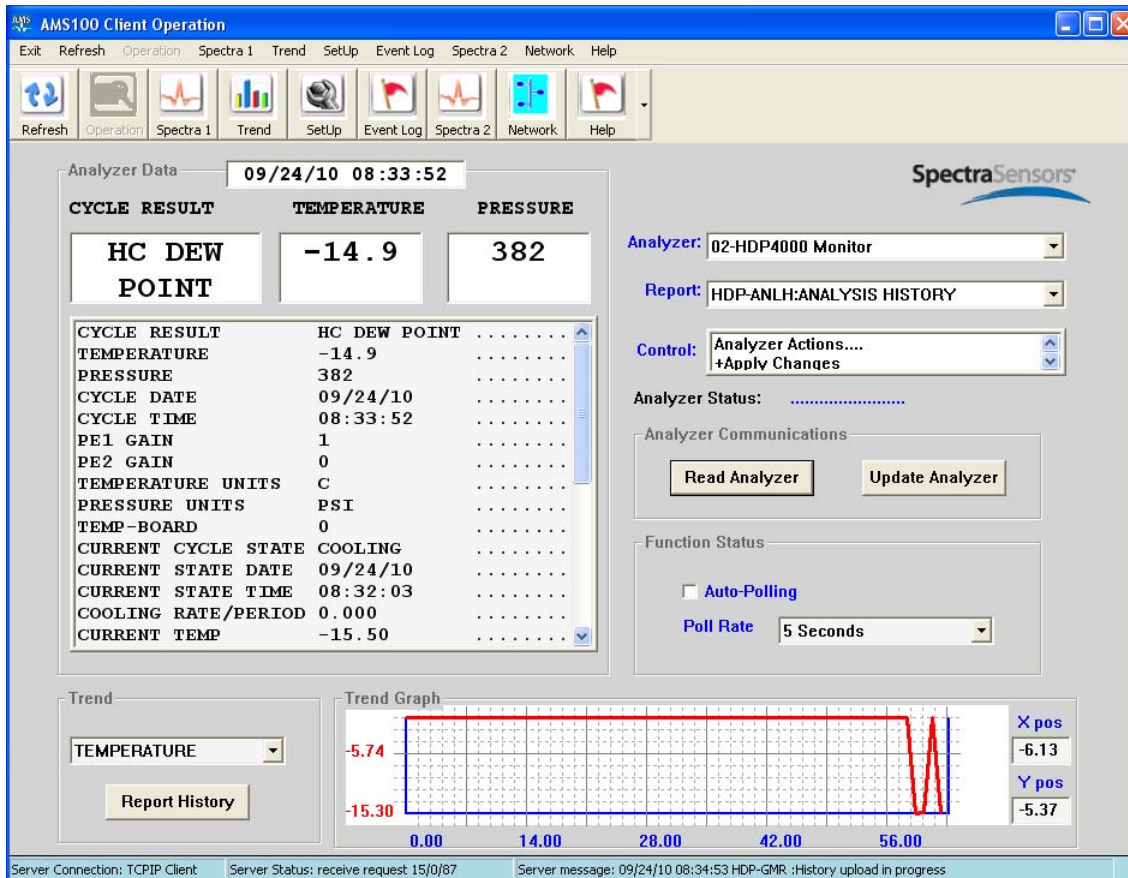 AMS AMS100 Client Operation
Exit Refresh Operation Spectra 1 Trend SetUp Event Log Spectra 2 Network Help
Refresh Operation Spectra 1 Trend SetUp Event Log Spectra 2 Network Help
Analyzer Data 09/24/10 08:33:52
CYCLE RESULT TEMPERATURE PRESSURE
HC DEW POINT -14.9 382
CYCLE RESULT HC DEW POINT ........
TEMPERATURE -14.9 ........
PRESSURE 382 ........
CYCLE DATE 09/24/10 ........
CYCLE TIME 08:33:52 ........
PE1 GAIN 1 ........
PE2 GAIN 0 ........
TEMPERATURE UNITS C ........
PRESSURE UNITS PSI ........
TEMP-BOARD 0 ........
CURRENT CYCLE STATE COOLING ........
CURRENT STATE DATE 09/24/10 ........
CURRENT STATE TIME 08:32:03 ........
COOLING RATE/PERIOD 0.000 ........
CURRENT TEMP -15.50 ........
SpectraSensors
Analyzer: 02-HDP4000 Monitor
Report: HDP-ANLH:ANALYSIS HISTORY
Control: Analyzer Actions....
+Apply Changes
Analyzer Status: ........................
Analyzer Communications
Read Analyzer Update Analyzer
Function Status
Auto-Polling
Poll Rate 5 Seconds
Trend
TEMPERATURE
Report History
Trend Graph
-5.74
-15.30
0.00 14.00 28.00 42.00 56.00
X pos
-6.13
Y pos
-5.37
Server Connection: TCPIP Client Server Status: receive request 15/0/87 Server message: 09/24/10 08:34:53 HDP-GMR :History upload in progress